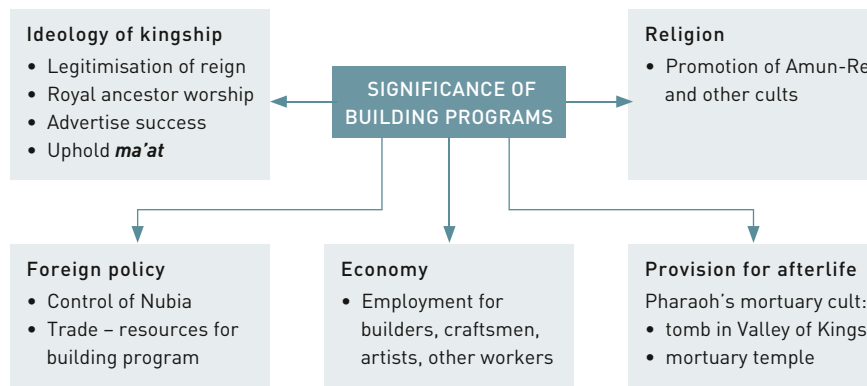 Ideology of kingship
• Legitimisation of reign
• Royal ancestor worship
• Advertise success
• Uphold ma’at
SIGNIFICANCE OF
BUILDING PROGRAMS
Religion
• Promotion of Amun-Re
and other cults
Foreign policy
• Control of Nubia
• Trade – resources for
building program
Economy
• Employment for
builders, craftsmen,
artists, other workers
Provision for afterlife
Pharaoh’s mortuary cult:
• tomb in Valley of Kings
• mortuary temple